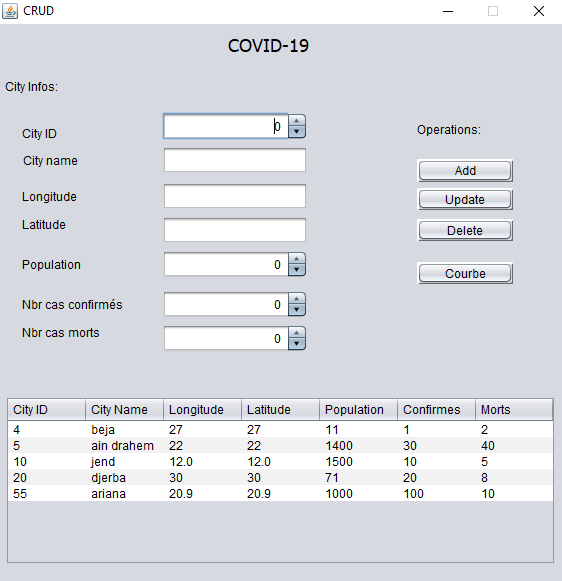 CRUD
COVID-19
City Infos:
City ID 0
Operations:
City name
Add
Longitude
Update
Latitude
Delete
Population 0
Courbe
Nbr cas confirmés 0
Nbr cas morts 0
City ID City Name Longitude Latitude Population Confirmes Morts
4 beja 27 27 11 1 2
5 ain drahem 22 22 1400 30 40
10 jend 12.0 12.0 1500 10 5
20 djerba 30 30 71 20 8
55 ariana 20.9 20.9 1000 100 10